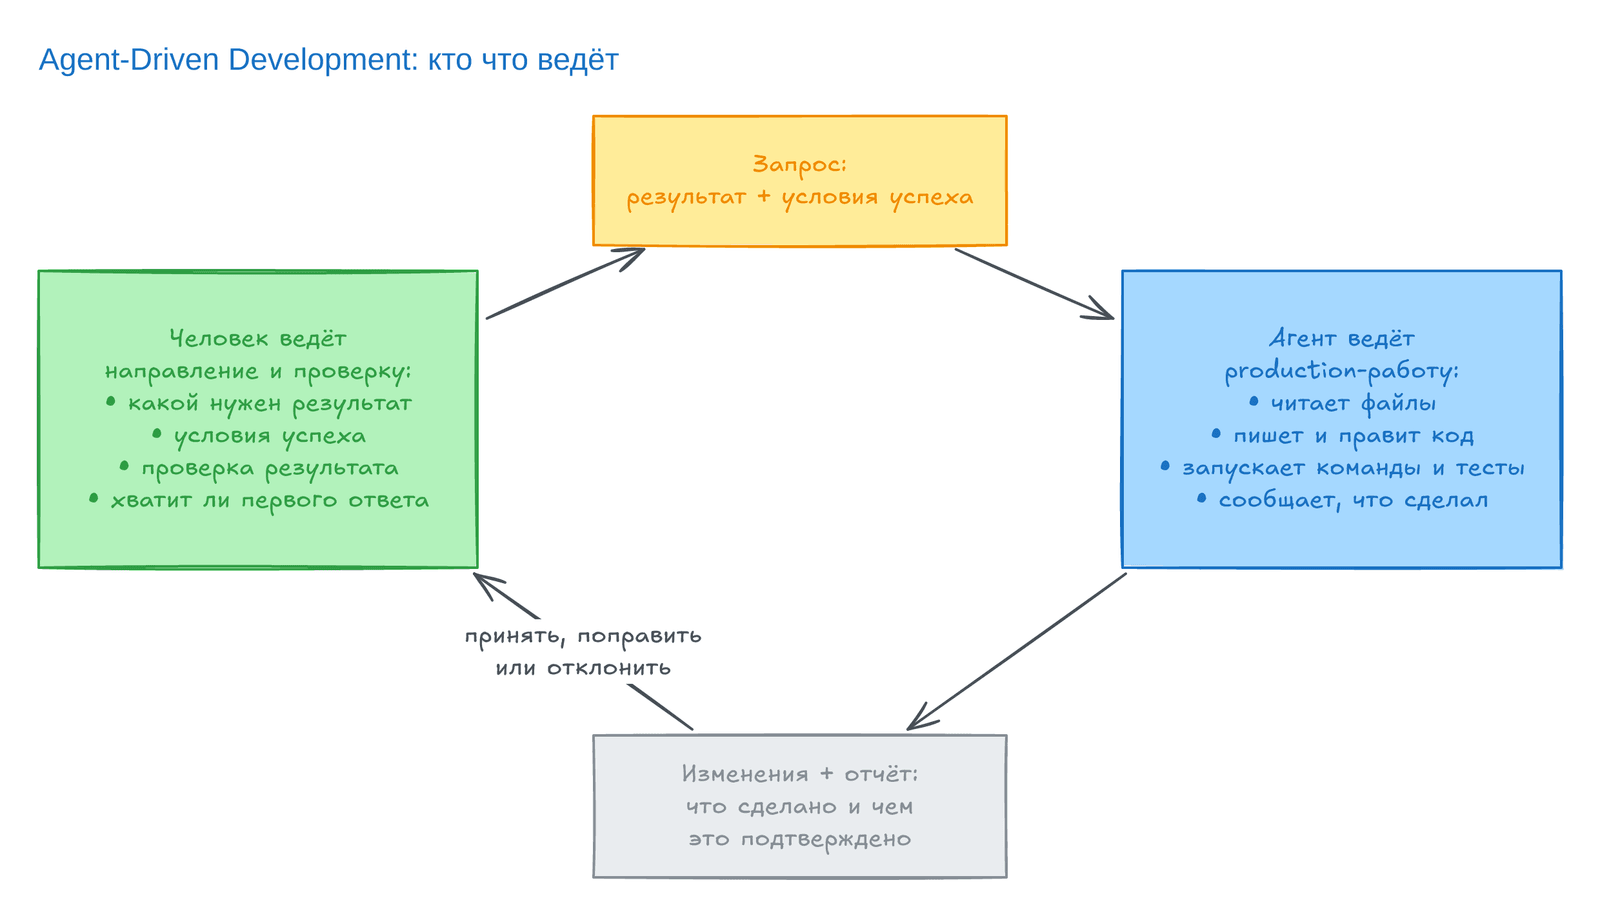 Agent-Driven Development: кто что ведёт
Запрос:
результат + условия успеха
Человек ведёт
направление и проверку:
• какой нужен результат
• условия успеха
• проверка результата
• хватит ли первого ответа
Агент ведёт
production-работу:
• читает файлы
• пишет и правит код
• запускает команды и тесты
• сообщает, что сделал
принять, поправить
или отклонить
Изменения + отчёт:
что сделано и чем
это подтверждено